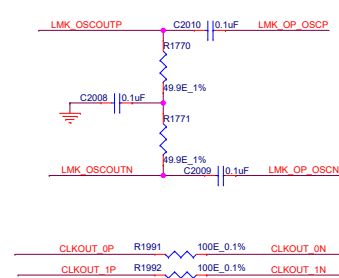 LMK_OSCOUTP C2010 0.1uF LMK_OP_OSCP
R1770
49.9E_1%
C2008 0.1uF
R1771
49.9E_1%
LMK_OSCOUTN C2009 0.1uF LMK_OP_OSCN
CLKOUT_0P R1991 100E_0.1% CLKOUT_0N
CLKOUT_1P R1992 100E_0.1% CLKOUT_1N